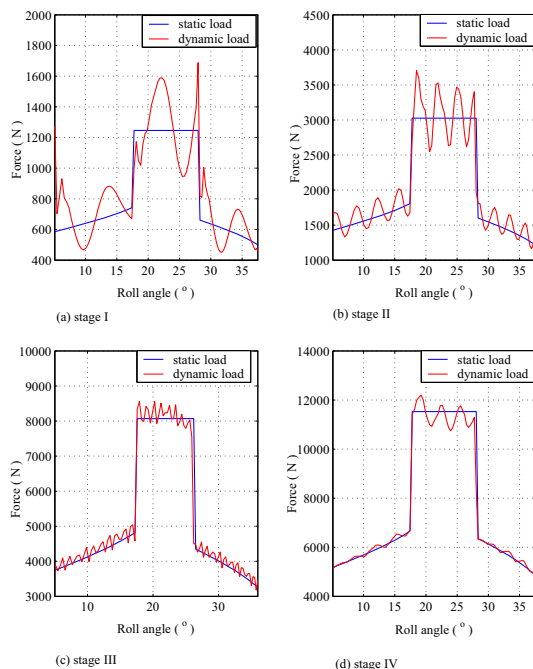 2000
1800
1600
1400
1200
1000
800
600
400
Force ( N )
static load
dynamic load
10 15 20 25 30 35
Roll angle ( o )
(a) stage I
4500
4000
3500
3000
2500
2000
1500
1000
Force ( N )
static load
dynamic load
10 15 20 25 30 35
Roll angle ( o )
(b) stage II
10000
9000
8000
7000
6000
5000
4000
3000
Force ( N )
static load
dynamic load
10 20 30
Roll angle ( o )
(c) stage III
14000
12000
10000
8000
6000
4000
Force ( N )
static load
dynamic load
10 15 20 25 30 35
Roll angle ( o )
(d) stage IV